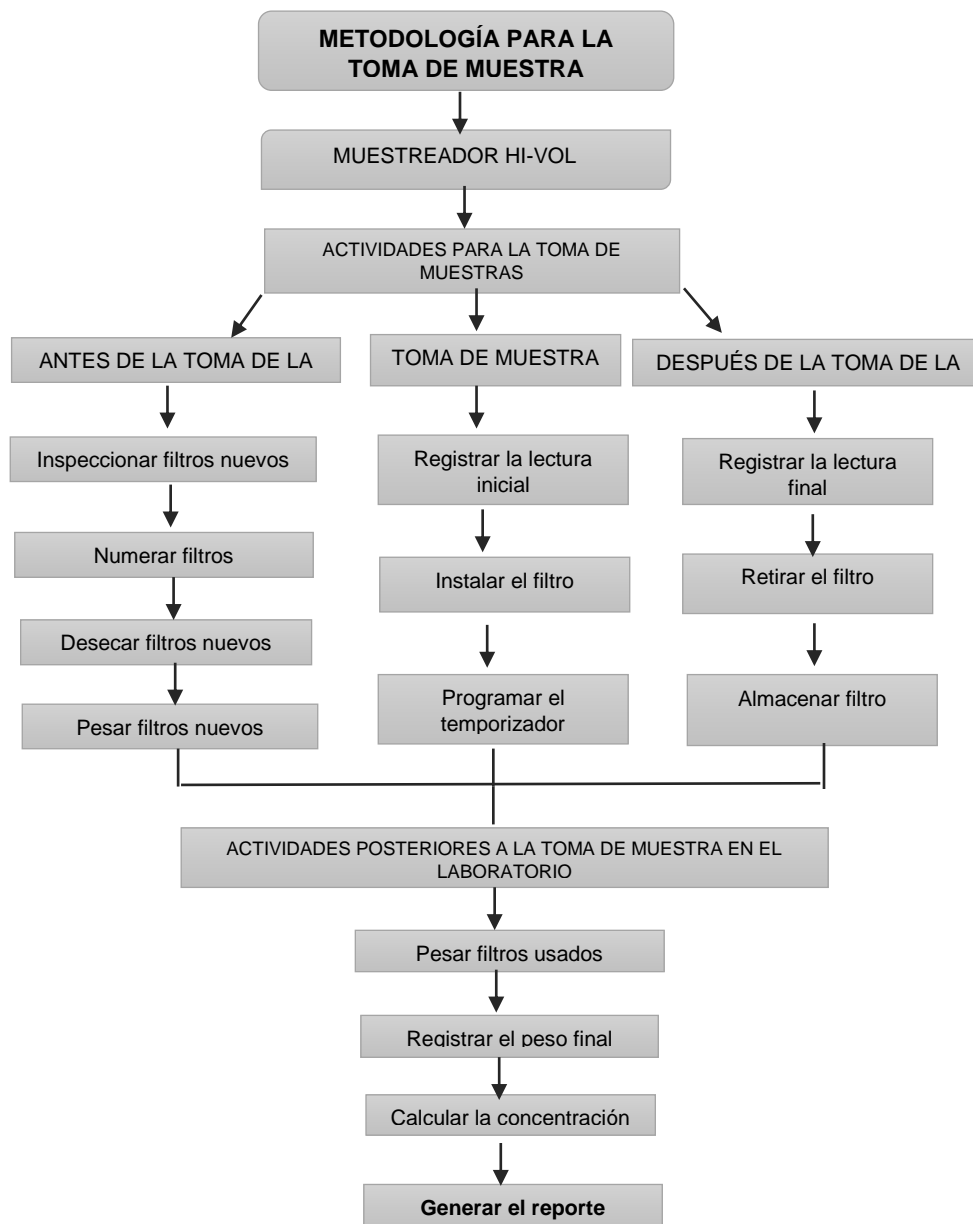 METODOLOGÍA PARA LA
TOMA DE MUESTRA
MUESTREADOR HI-VOL
ACTIVIDADES PARA LA TOMA DE
MUESTRAS
ANTES DE LA TOMA DE LA
Inspeccionar filtros nuevos
Numerar filtros
Desecar filtros nuevos
Pesar filtros nuevos
TOMA DE MUESTRA
Registrar la lectura
inicial
Instalar el filtro
Programar el
temporizador
DESPUÉS DE LA TOMA DE LA
Registrar la lectura
final
Retirar el filtro
Almacenar filtro
ACTIVIDADES POSTERIORES A LA TOMA DE MUESTRA EN EL
LABORATORIO
Pesar filtros usados
Registrar el peso final
Calcular la concentración
Generar el reporte